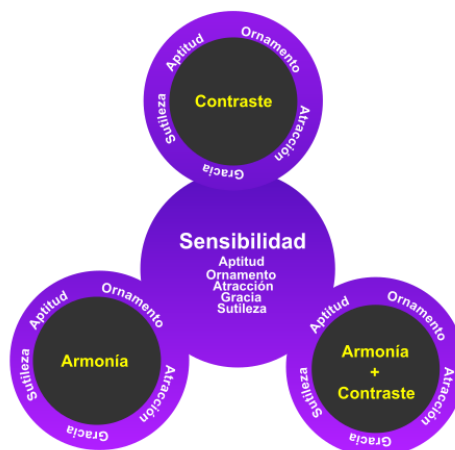 Aptitud
Ornamento
Atracción
Gracia
Sutileza
Contraste
Sensibilidad
Aptitud
Ornamento
Atracción
Gracia
Sutileza
Aptitud
Ornamento
Atracción
Gracia
Sutileza
Armonía
Aptitud
Ornamento
Atracción
Gracia
Sutileza
Armonía
+
Contraste